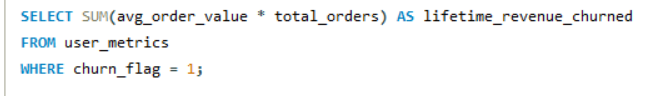 SELECT SUM(avg_order_value * total_orders) AS lifetime_revenue_churned
FROM user_metrics
WHERE churn_flag = 1;